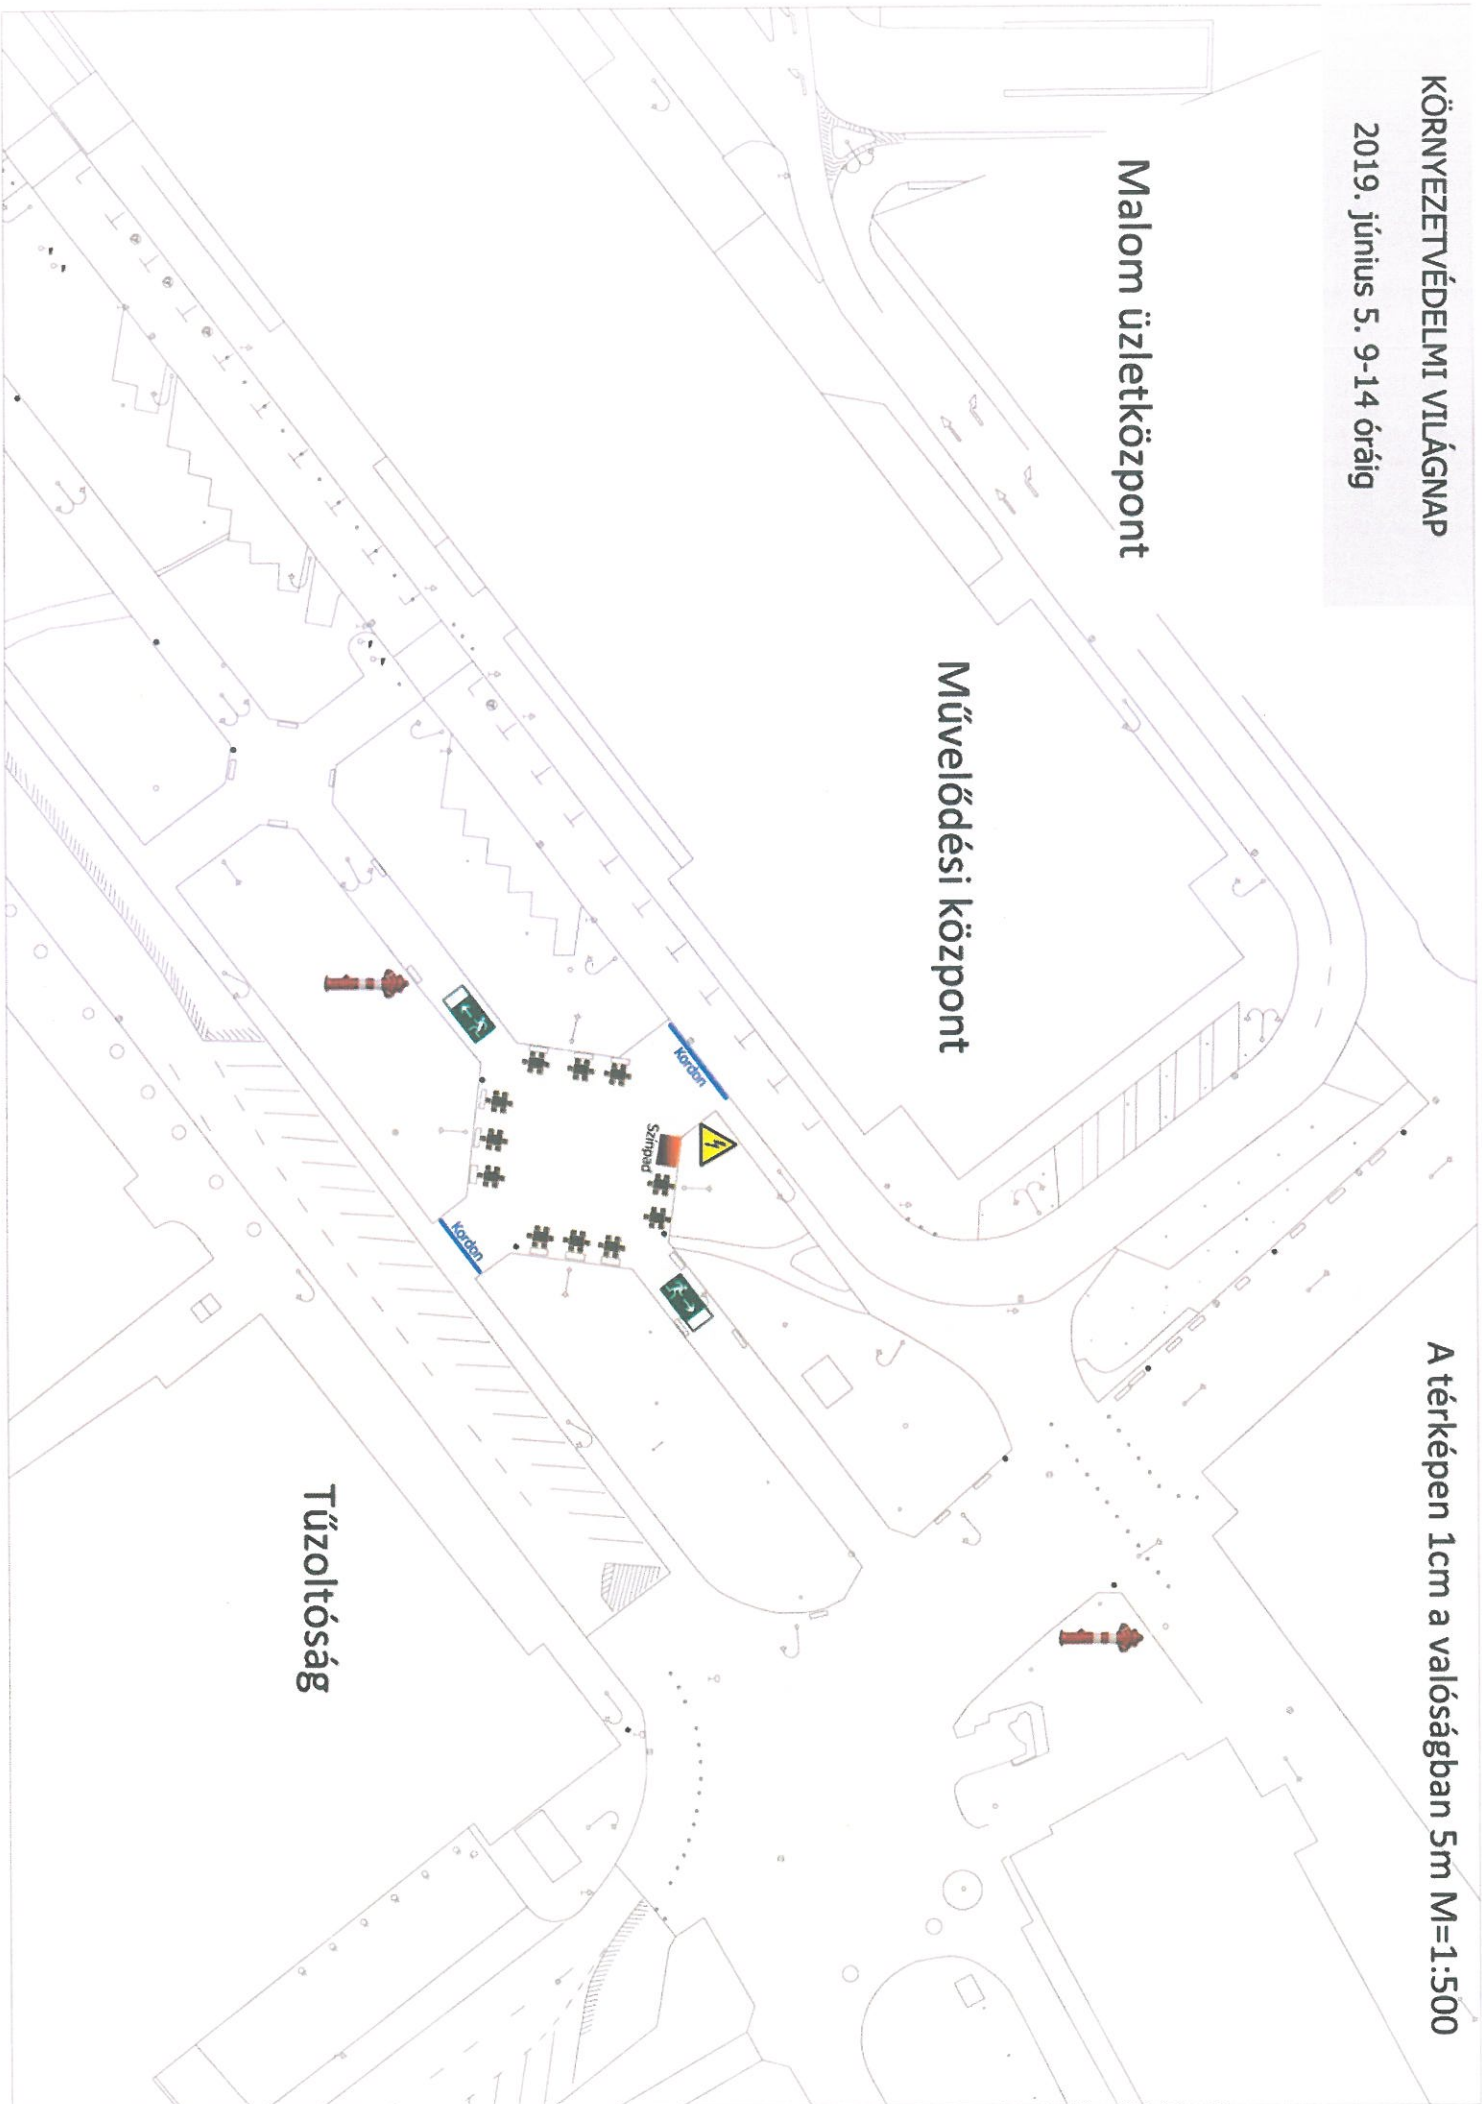 KÖRNYEZETVÉDELMI VILÁGNAP
2019. június 5. 9-14 óráig
A térképen 1cm a valóságban 5m M=1:500
Malom üzletközpont
Művelődési központ
Kordon
Színpad
Kordon
Tűzoltóság